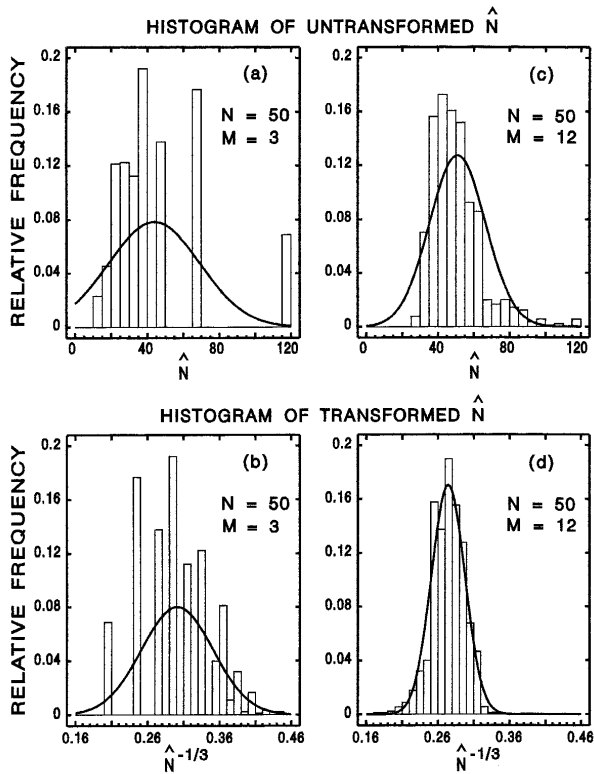 HISTOGRAM OF UNTRANSFORMED N̂
RELATIVE FREQUENCY
0.2
0.16
0.12
0.08
0.04
0
(a)
N = 50
M = 3
0 40 80 120
N̂
0.2
0.16
0.12
0.08
0.04
0
(c)
N = 50
M = 12
0 40 80 120
N̂
HISTOGRAM OF TRANSFORMED N̂
RELATIVE FREQUENCY
0.2
0.16
0.12
0.08
0.04
0
(b)
N = 50
M = 3
0.16 0.26 0.36 0.46
N̂ -1/3
0.2
0.16
0.12
0.08
0.04
0
(d)
N = 50
M = 12
0.16 0.26 0.36 0.46
N̂ -1/3